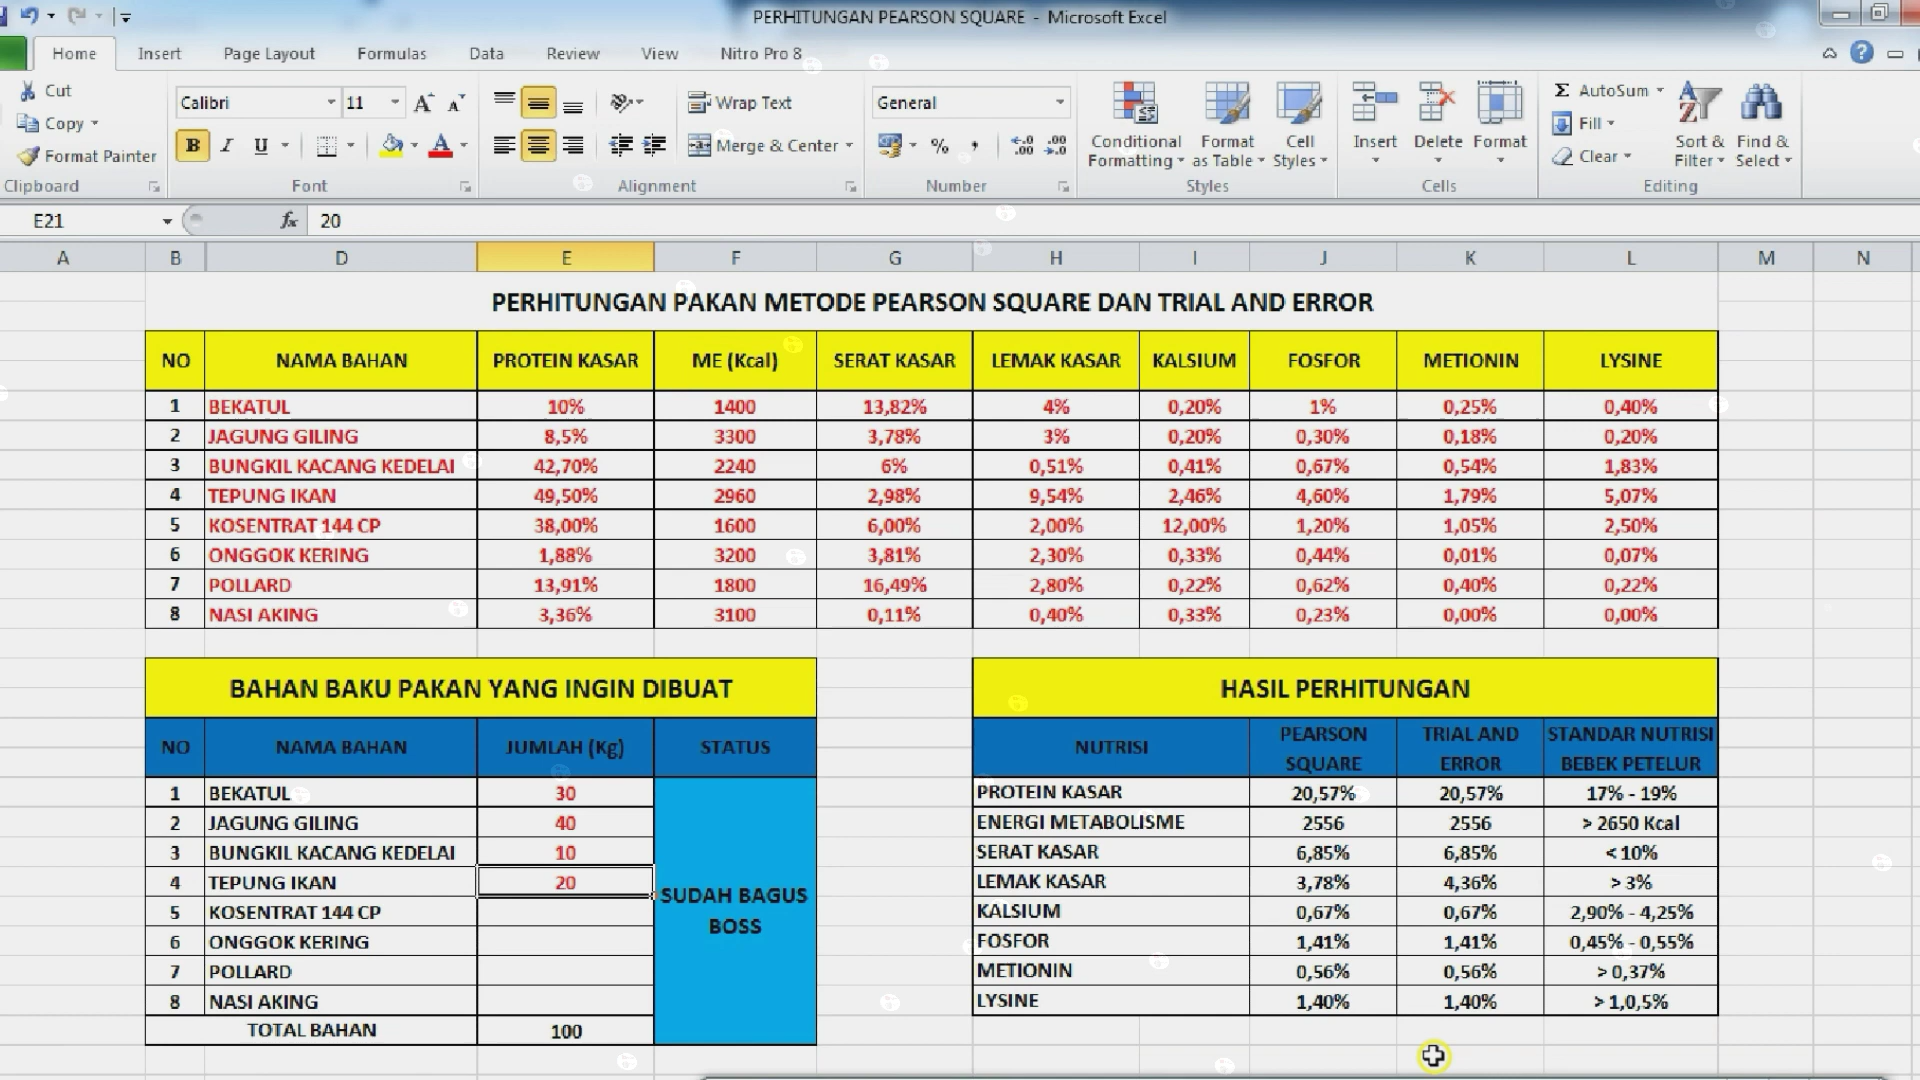 PERHITUNGAN PEARSON SQUARE - Microsoft Excel
Home Insert Page Layout Formulas Data Review View Nitro Pro 8
Cut
Copy
Format Painter
Clipboard
Calibri 11
B I U
Font
Wrap Text
Merge & Center
Alignment
General
%
Number
Conditional Formatting
Format as Table
Cell Styles
Styles
Insert Delete Format
Cells
Σ AutoSum
Fill
Clear
Sort & Filter
Find & Select
Editing
E21 fx 20
A B D E F G H I J K L M N
PERHITUNGAN PAKAN METODE PEARSON SQUARE DAN TRIAL AND ERROR
NO NAMA BAHAN PROTEIN KASAR ME (Kcal) SERAT KASAR LEMAK KASAR KALSIUM FOSFOR METIONIN LYSINE
1 BEKATUL 10% 1400 13,82% 4% 0,20% 1% 0,25% 0,40%
2 JAGUNG GILING 8,5% 3300 3,78% 3% 0,20% 0,30% 0,18% 0,20%
3 BUNGKIL KACANG KEDELAI 42,70% 2240 6% 0,51% 0,41% 0,67% 0,54% 1,83%
4 TEPUNG IKAN 49,50% 2960 2,98% 9,54% 2,46% 4,60% 1,79% 5,07%
5 KOSENTRAT 144 CP 38,00% 1600 6,00% 2,00% 12,00% 1,20% 1,05% 2,50%
6 ONGGOK KERING 1,88% 3200 3,81% 2,30% 0,33% 0,44% 0,01% 0,07%
7 POLLARD 13,91% 1800 16,49% 2,80% 0,22% 0,62% 0,40% 0,22%
8 NASI AKING 3,36% 3100 0,11% 0,40% 0,33% 0,23% 0,00% 0,00%
BAHAN BAKU PAKAN YANG INGIN DIBUAT
NO NAMA BAHAN JUMLAH (Kg) STATUS
1 BEKATUL 30
2 JAGUNG GILING 40
3 BUNGKIL KACANG KEDELAI 10
4 TEPUNG IKAN 20
5 KOSENTRAT 144 CP
6 ONGGOK KERING
7 POLLARD
8 NASI AKING
TOTAL BAHAN 100
SUDAH BAGUS
BOSS
HASIL PERHITUNGAN
NUTRISI PEARSON SQUARE TRIAL AND ERROR STANDAR NUTRISI BEBEK PETELUR
PROTEIN KASAR 20,57% 20,57% 17% - 19%
ENERGI METABOLISME 2556 2556 > 2650 Kcal
SERAT KASAR 6,85% 6,85% < 10%
LEMAK KASAR 3,78% 4,36% > 3%
KALSIUM 0,67% 0,67% 2,90% - 4,25%
FOSFOR 1,41% 1,41% 0,45% - 0,55%
METIONIN 0,56% 0,56% > 0,37%
LYSINE 1,40% 1,40% > 1,0,5%